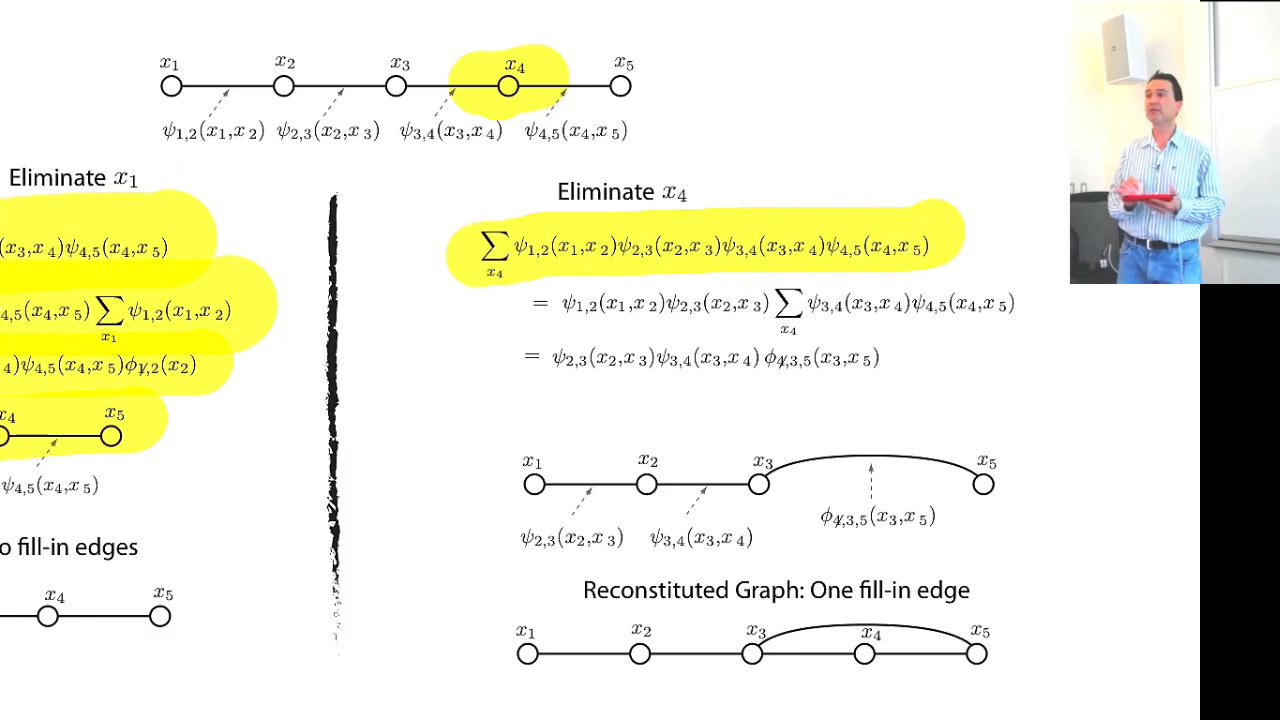 x₁ x₂ x₃ x₄ x₅
ψ₁,₂(x₁,x₂) ψ₂,₃(x₂,x₃) ψ₃,₄(x₃,x₄) ψ₄,₅(x₄,x₅)
Eliminate x₁
(x₃,x₄)ψ₄,₅(x₄,x₅)
₄,₅(x₄,x₅) ∑x₁ ψ₁,₂(x₁,x₂)
₄)ψ₄,₅(x₄,x₅)ϕ₁̸,₂(x₂)
x₄ x₅
ψ₄,₅(x₄,x₅)
o fill-in edges
x₄ x₅
Eliminate x₄
∑x₄ ψ₁,₂(x₁,x₂)ψ₂,₃(x₂,x₃)ψ₃,₄(x₃,x₄)ψ₄,₅(x₄,x₅)
= ψ₁,₂(x₁,x₂)ψ₂,₃(x₂,x₃) ∑x₄ ψ₃,₄(x₃,x₄)ψ₄,₅(x₄,x₅)
= ψ₂,₃(x₂,x₃)ψ₃,₄(x₃,x₄) ϕ₄̸,₃,₅(x₃,x₅)
x₁ x₂ x₃ x₅
ψ₂,₃(x₂,x₃) ψ₃,₄(x₃,x₄) ϕ₄̸,₃,₅(x₃,x₅)
Reconstituted Graph: One fill-in edge
x₁ x₂ x₃ x₄ x₅